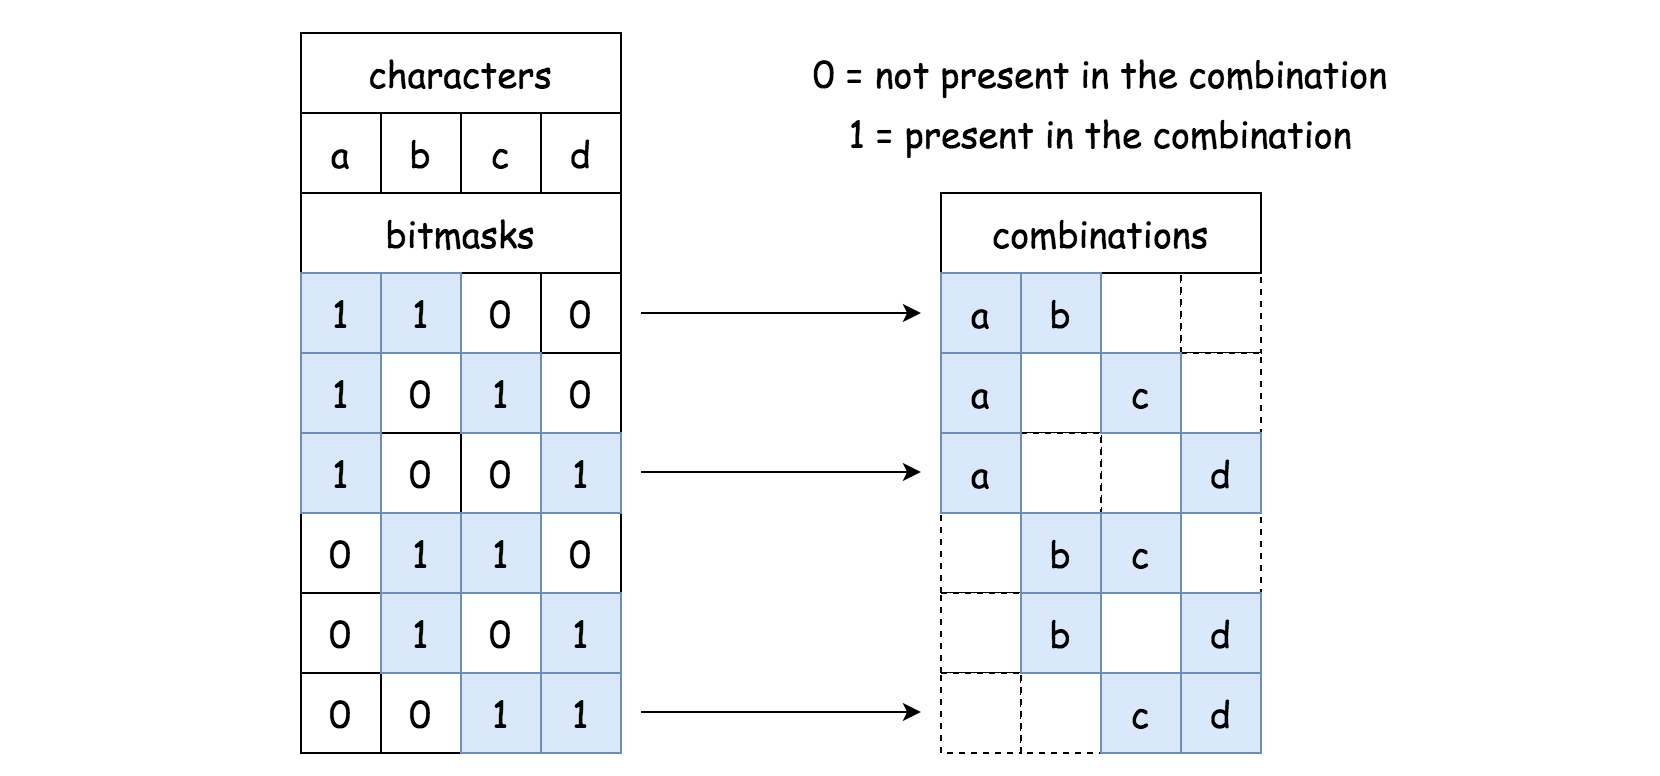 characters
0 = not present in the combination
1 = present in the combination
a b c d
bitmasks
combinations
1 1 0 0
a b
1 0 1 0
a c
1 0 0 1
a d
0 1 1 0
b c
0 1 0 1
b d
0 0 1 1
c d